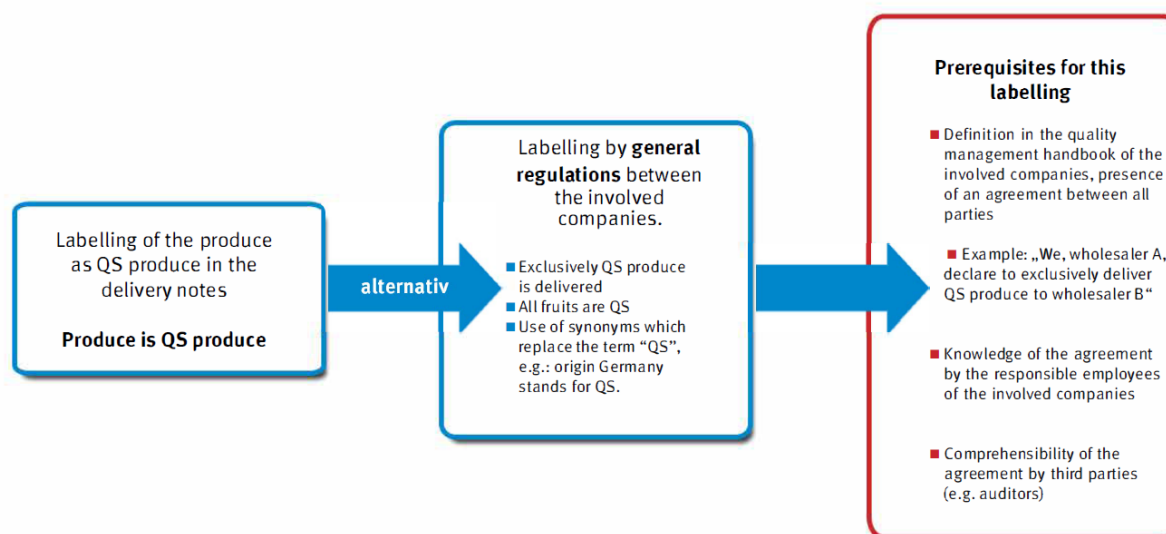 Labelling of the produce
as QS produce in the
delivery notes
Produce is QS produce
alternativ
Labelling by general
regulations between
the involved
companies.
■ Exclusively QS produce
is delivered
■ All fruits are QS
■ Use of synonyms which
replace the term “QS”,
e.g.: origin Germany
stands for QS.
Prerequisites for this
labelling
■ Definition in the quality
management handbook of the
involved companies, presence
of an agreement between all
parties
■ Example: „We, wholesaler A,
declare to exclusively deliver
QS produce to wholesaler B“
■ Knowledge of the agreement
by the responsible employees
of the involved companies
■ Comprehensibility of the
agreement by third parties
(e.g. auditors)